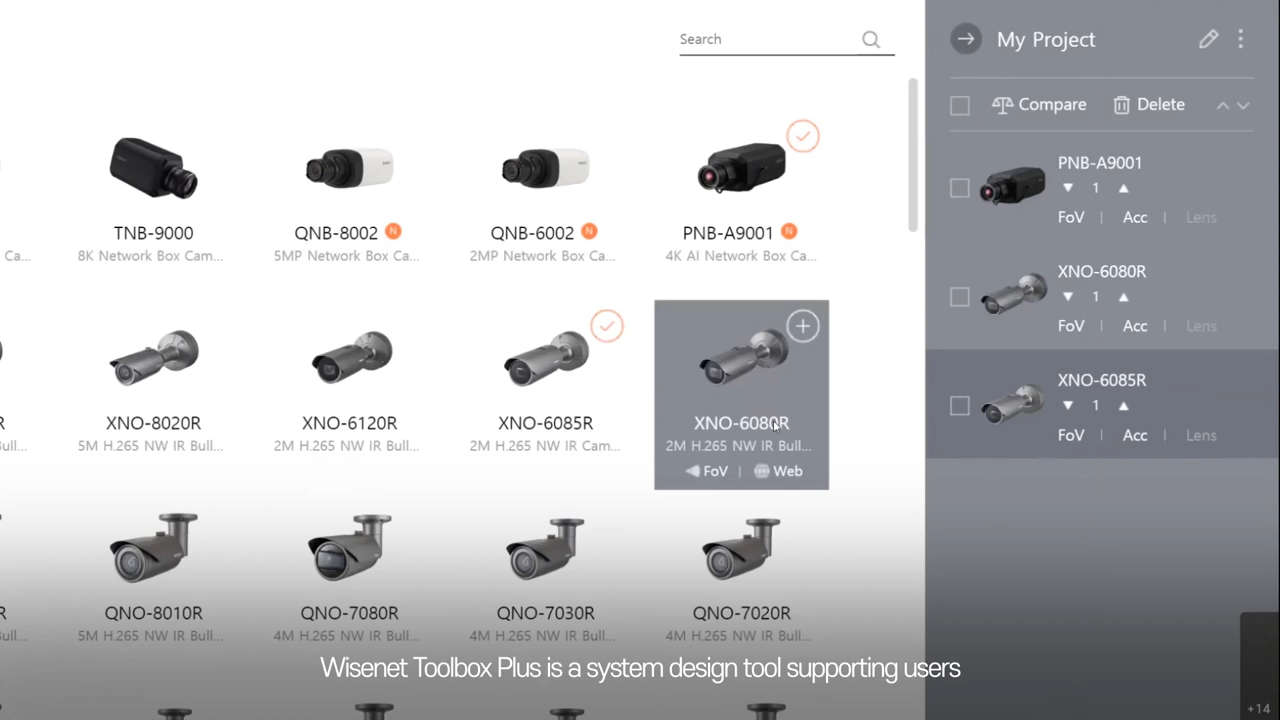 Search
My Project
Compare
Delete
PNB-A9001
1
FoV | Acc | Lens
XNO-6080R
1
FoV | Acc | Lens
XNO-6085R
1
FoV | Acc | Lens
Ca...
TNB-9000
8K Network Box Cam...
QNB-8002 N
5MP Network Box Ca...
QNB-6002 N
2MP Network Box Ca...
PNB-A9001 N
4K AI Network Box Ca...
R
Bull...
XNO-8020R
5M H.265 NW IR Bull...
XNO-6120R
2M H.265 NW IR Bull...
XNO-6085R
2M H.265 NW IR Cam...
XNO-6080R
2M H.265 NW IR Bull...
FoV | Web
R
Bull...
QNO-8010R
5M H.265 NW IR Bull...
QNO-7080R
4M H.265 NW IR Bull...
QNO-7030R
4M H.265 NW IR Bull...
QNO-7020R
4M H.265 NW IR Bull...
Wisenet Toolbox Plus is a system design tool supporting users
+14